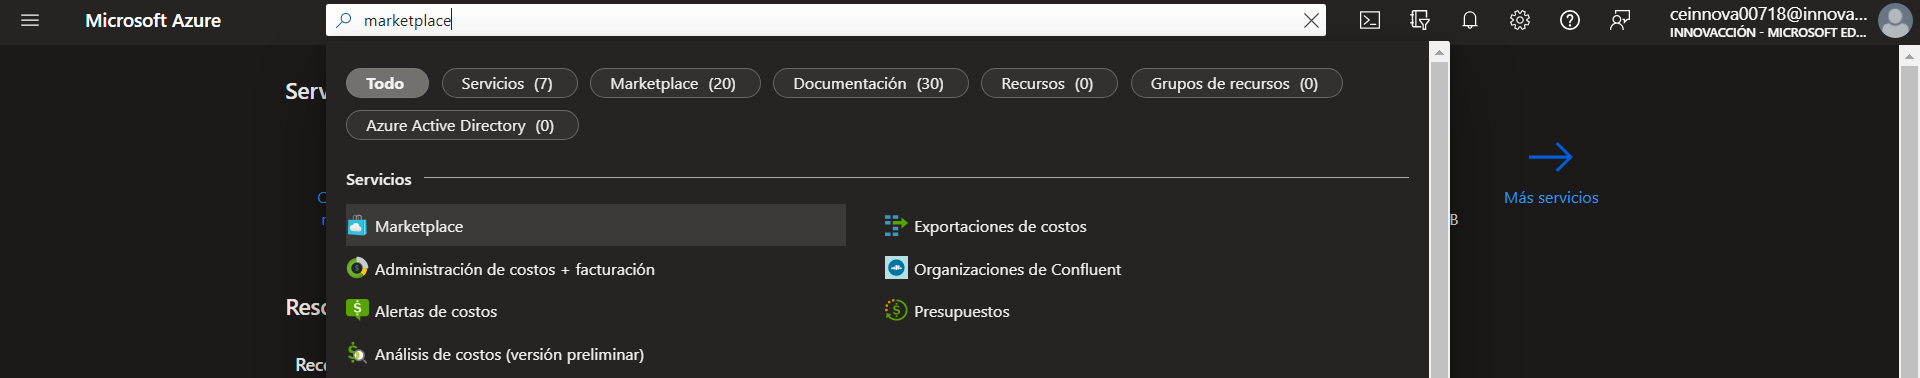 Microsoft Azure
marketplace
ceinnova00718@innova...
INNOVACCIÓN - MICROSOFT ED...
Todo
Servicios (7)
Marketplace (20)
Documentación (30)
Recursos (0)
Grupos de recursos (0)
Azure Active Directory (0)
Serv
Servicios
Más servicios
Marketplace
Exportaciones de costos
B
Administración de costos + facturación
Organizaciones de Confluent
Reso
Alertas de costos
Presupuestos
Análisis de costos (versión preliminar)
Reco